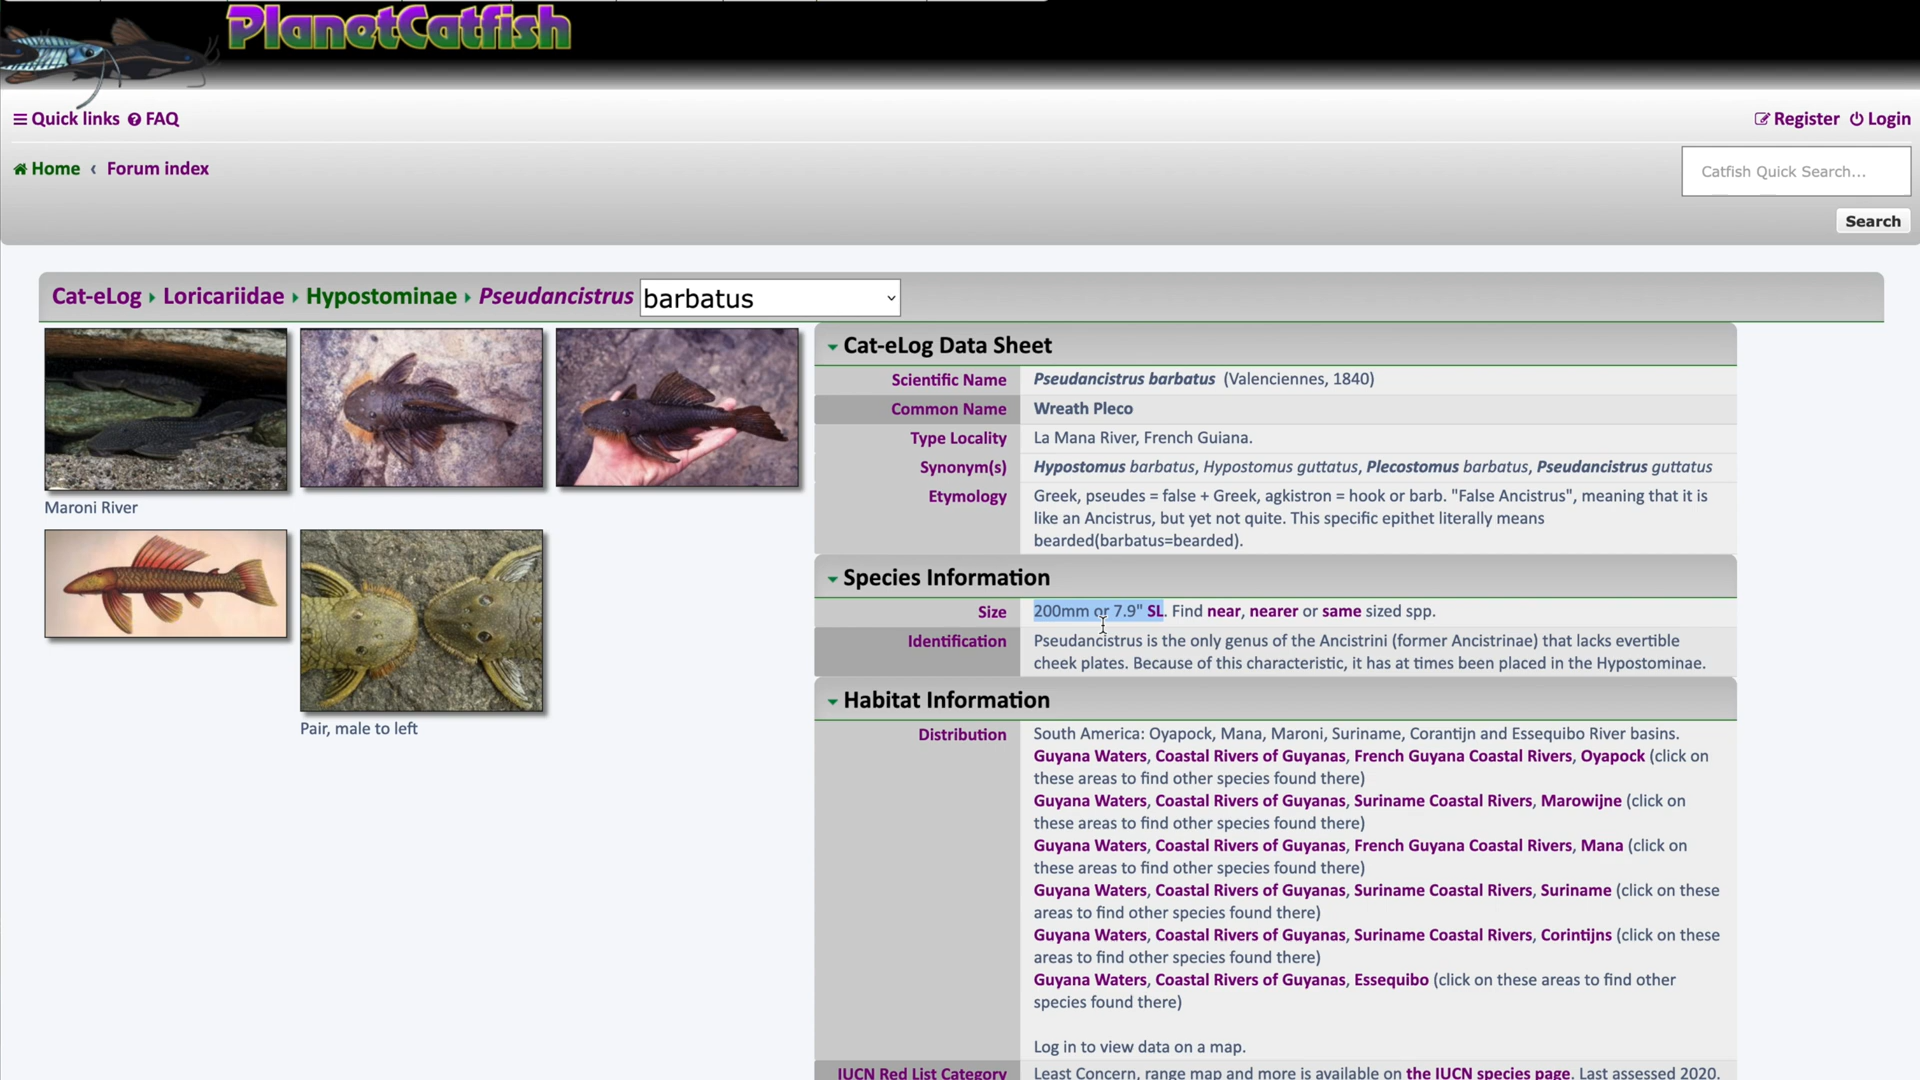 PlanetCatfish
Quick links FAQ
Register Login
Home ‹ Forum index
Catfish Quick Search...
Search
Cat-eLog Loricariidae Hypostominae Pseudancistrus barbatus
Maroni River
Pair, male to left
Cat-eLog Data Sheet
Scientific Name Pseudancistrus barbatus (Valenciennes, 1840)
Common Name Wreath Pleco
Type Locality La Mana River, French Guiana.
Synonym(s) Hypostomus barbatus, Hypostomus guttatus, Plecostomus barbatus, Pseudancistrus guttatus
Etymology Greek, pseudes = false + Greek, agkistron = hook or barb. "False Ancistrus", meaning that it is
like an Ancistrus, but yet not quite. This specific epithet literally means
bearded(barbatus=bearded).
Species Information
Size 200mm or 7.9" SL. Find near, nearer or same sized spp.
Identification Pseudancistrus is the only genus of the Ancistrini (former Ancistrinae) that lacks evertible
cheek plates. Because of this characteristic, it has at times been placed in the Hypostominae.
Habitat Information
Distribution South America: Oyapock, Mana, Maroni, Suriname, Corantijn and Essequibo River basins.
Guyana Waters, Coastal Rivers of Guyanas, French Guyana Coastal Rivers, Oyapock (click on
these areas to find other species found there)
Guyana Waters, Coastal Rivers of Guyanas, Suriname Coastal Rivers, Marowijne (click on
these areas to find other species found there)
Guyana Waters, Coastal Rivers of Guyanas, French Guyana Coastal Rivers, Mana (click on
these areas to find other species found there)
Guyana Waters, Coastal Rivers of Guyanas, Suriname Coastal Rivers, Suriname (click on these
areas to find other species found there)
Guyana Waters, Coastal Rivers of Guyanas, Suriname Coastal Rivers, Corintijns (click on these
areas to find other species found there)
Guyana Waters, Coastal Rivers of Guyanas, Essequibo (click on these areas to find other
species found there)
Log in to view data on a map.
IUCN Red List Category Least Concern, range map and more is available on the IUCN species page. Last assessed 2020.